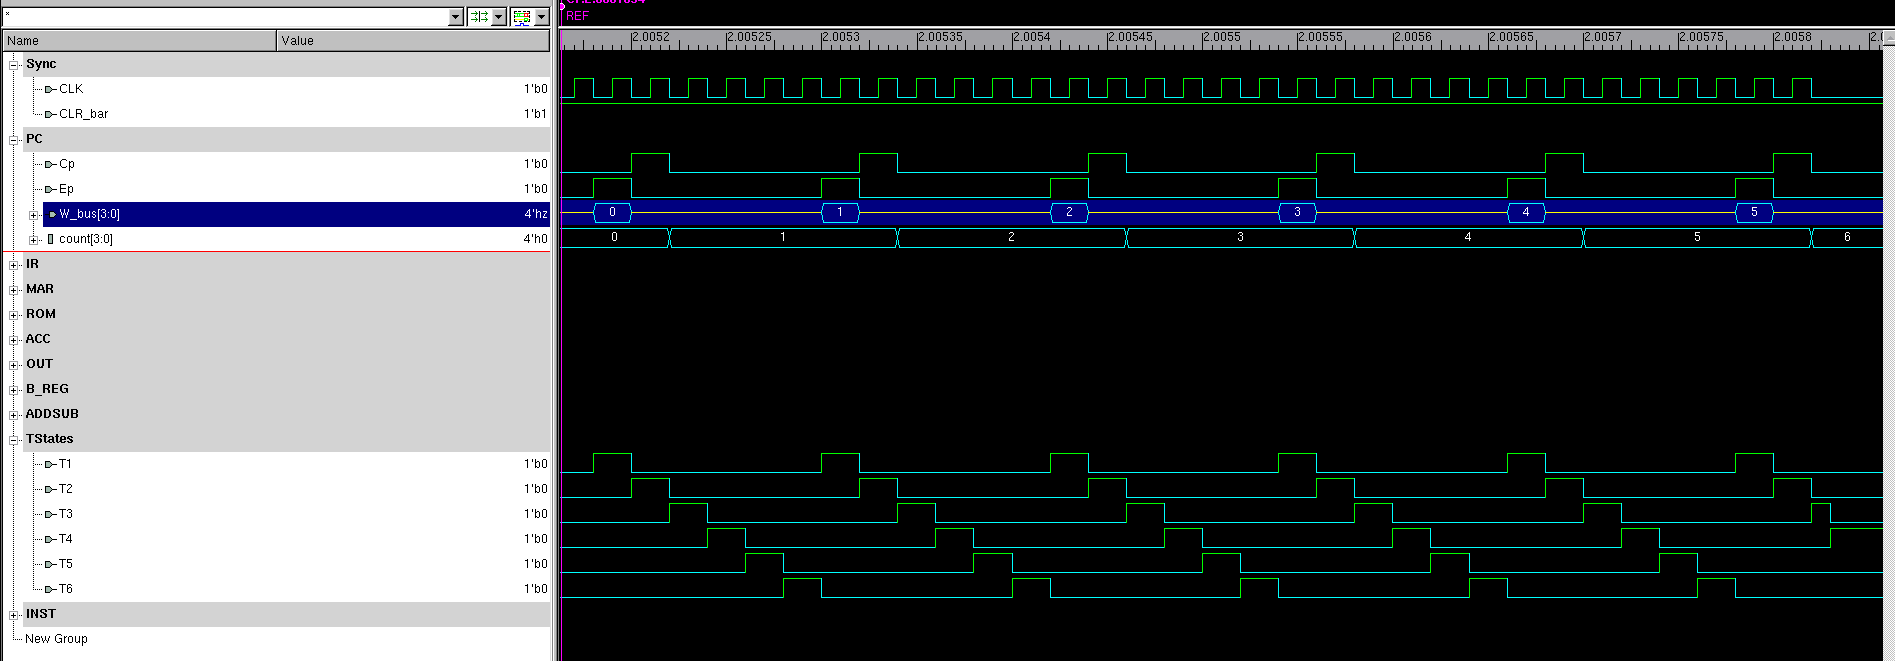 REF
*
Name Value
2.0052 2.00525 2.0053 2.00535 2.0054 2.00545 2.0055 2.00555 2.0056 2.00565 2.0057 2.00575 2.0058
Sync
CLK 1'b0
CLR_bar 1'b1
PC
Cp 1'b0
Ep 1'b0
W_bus[3:0] 4'hz 0 1 2 3 4 5
count[3:0] 4'h0 0 1 2 3 4 5 6
IR
MAR
ROM
ACC
OUT
B_REG
ADDSUB
TStates
T1 1'b0
T2 1'b0
T3 1'b0
T4 1'b0
T5 1'b0
T6 1'b0
INST
New Group